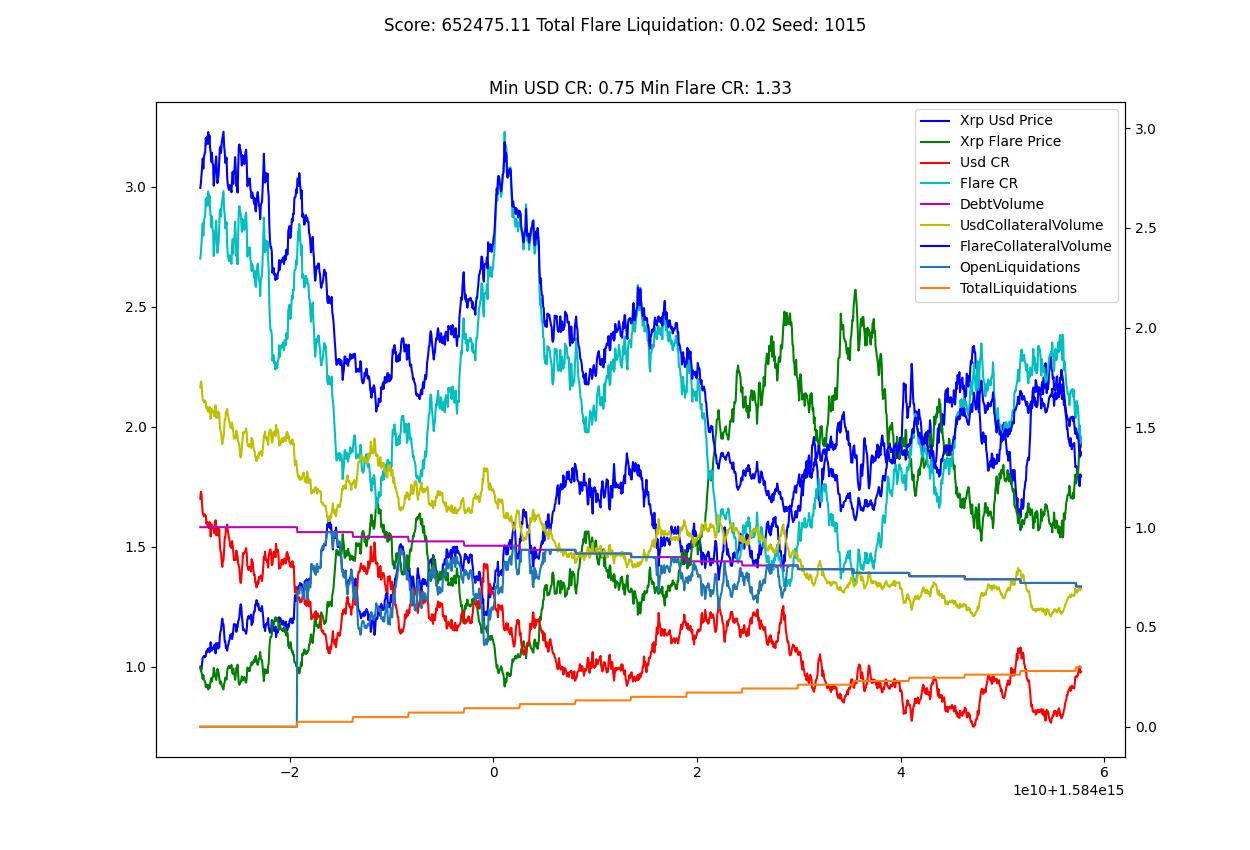 Score: 652475.11 Total Flare Liquidation: 0.02 Seed: 1015
Min USD CR: 0.75 Min Flare CR: 1.33
Xrp Usd Price
Xrp Flare Price
Usd CR
Flare CR
DebtVolume
UsdCollateralVolume
FlareCollateralVolume
OpenLiquidations
TotalLiquidations
3.0
2.5
2.0
1.5
1.0
3.0
2.5
2.0
1.5
1.0
0.5
0.0
−2 0 2 4 6
1e10+1.584e15